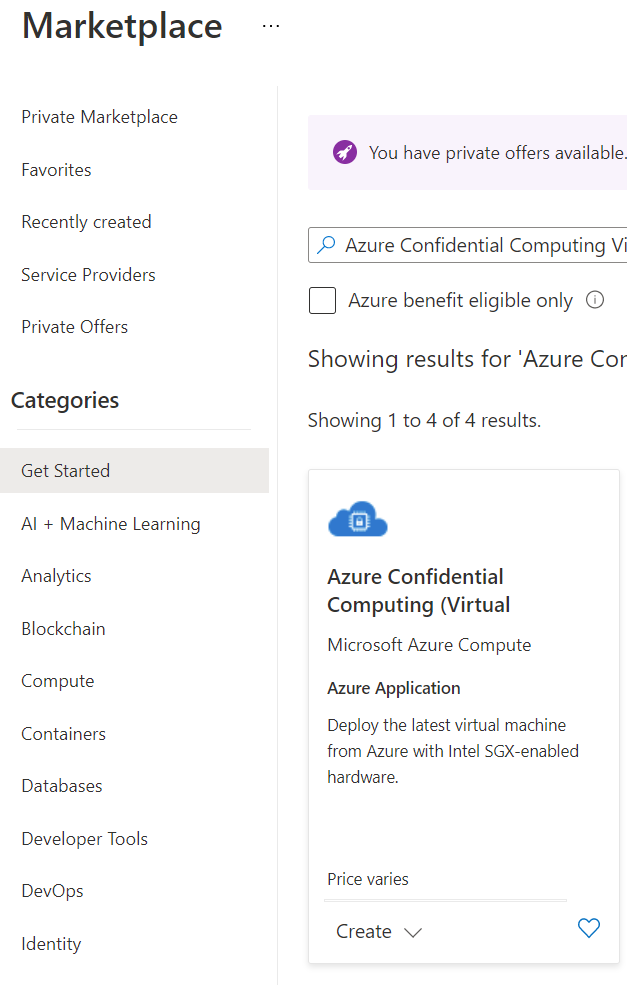 Marketplace ...
Private Marketplace
Favorites
Recently created
Service Providers
Private Offers
Categories
Get Started
AI + Machine Learning
Analytics
Blockchain
Compute
Containers
Databases
Developer Tools
DevOps
Identity
You have private offers available.
Azure Confidential Computing Vi
Azure benefit eligible only
Showing results for 'Azure Cor
Showing 1 to 4 of 4 results.
Azure Confidential
Computing (Virtual
Microsoft Azure Compute
Azure Application
Deploy the latest virtual machine
from Azure with Intel SGX-enabled
hardware.
Price varies
Create